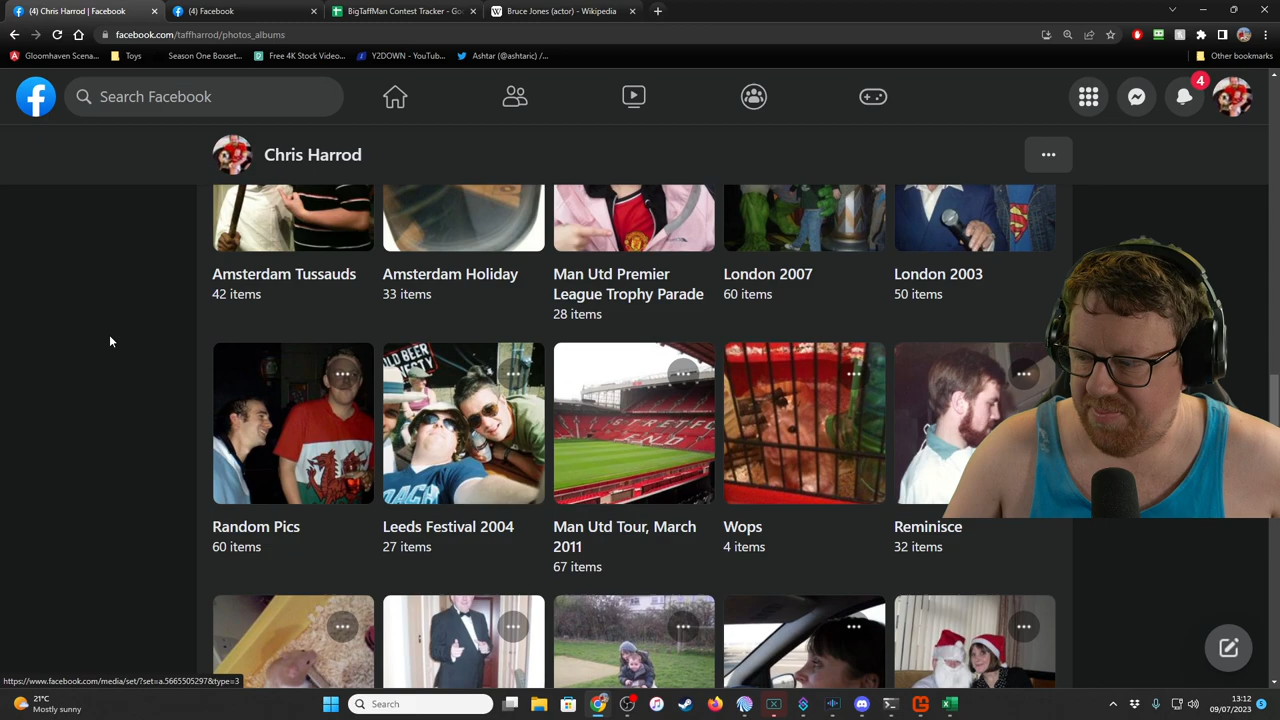 (4) Chris Harrod | Facebook
(4) Facebook
BigTaffMan Contest Tracker - Go
Bruce Jones (actor) - Wikipedia
facebook.com/taffharrod/photos_albums
Gloomhaven Scena...
Toys
Season One Boxset...
Free 4K Stock Video...
Y2DOWN - YouTub...
Ashtar (@ashtaric) /...
Other bookmarks
Search Facebook
4
Chris Harrod
Amsterdam Tussauds
42 items
Amsterdam Holiday
33 items
Man Utd Premier
League Trophy Parade
28 items
London 2007
60 items
London 2003
50 items
Random Pics
60 items
Leeds Festival 2004
27 items
Man Utd Tour, March
2011
67 items
Wops
4 items
Reminisce
32 items
https://www.facebook.com/media/set/?set=a.5665505297&type=3
21°C
Mostly sunny
Search
13:12
09/07/2023